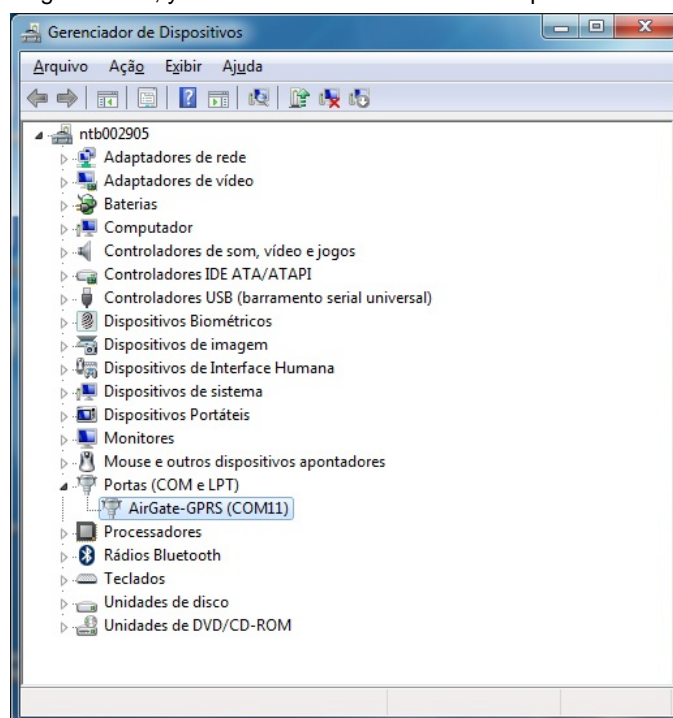 Gerenciador de Dispositivos
Arquivo Ação Exibir Ajuda
ntb002905
Adaptadores de rede
Adaptadores de vídeo
Baterias
Computador
Controladores de som, vídeo e jogos
Controladores IDE ATA/ATAPI
Controladores USB (barramento serial universal)
Dispositivos Biométricos
Dispositivos de imagem
Dispositivos de Interface Humana
Dispositivos de sistema
Dispositivos Portáteis
Monitores
Mouse e outros dispositivos apontadores
Portas (COM e LPT)
AirGate-GPRS (COM11)
Processadores
Rádios Bluetooth
Teclados
Unidades de disco
Unidades de DVD/CD-ROM